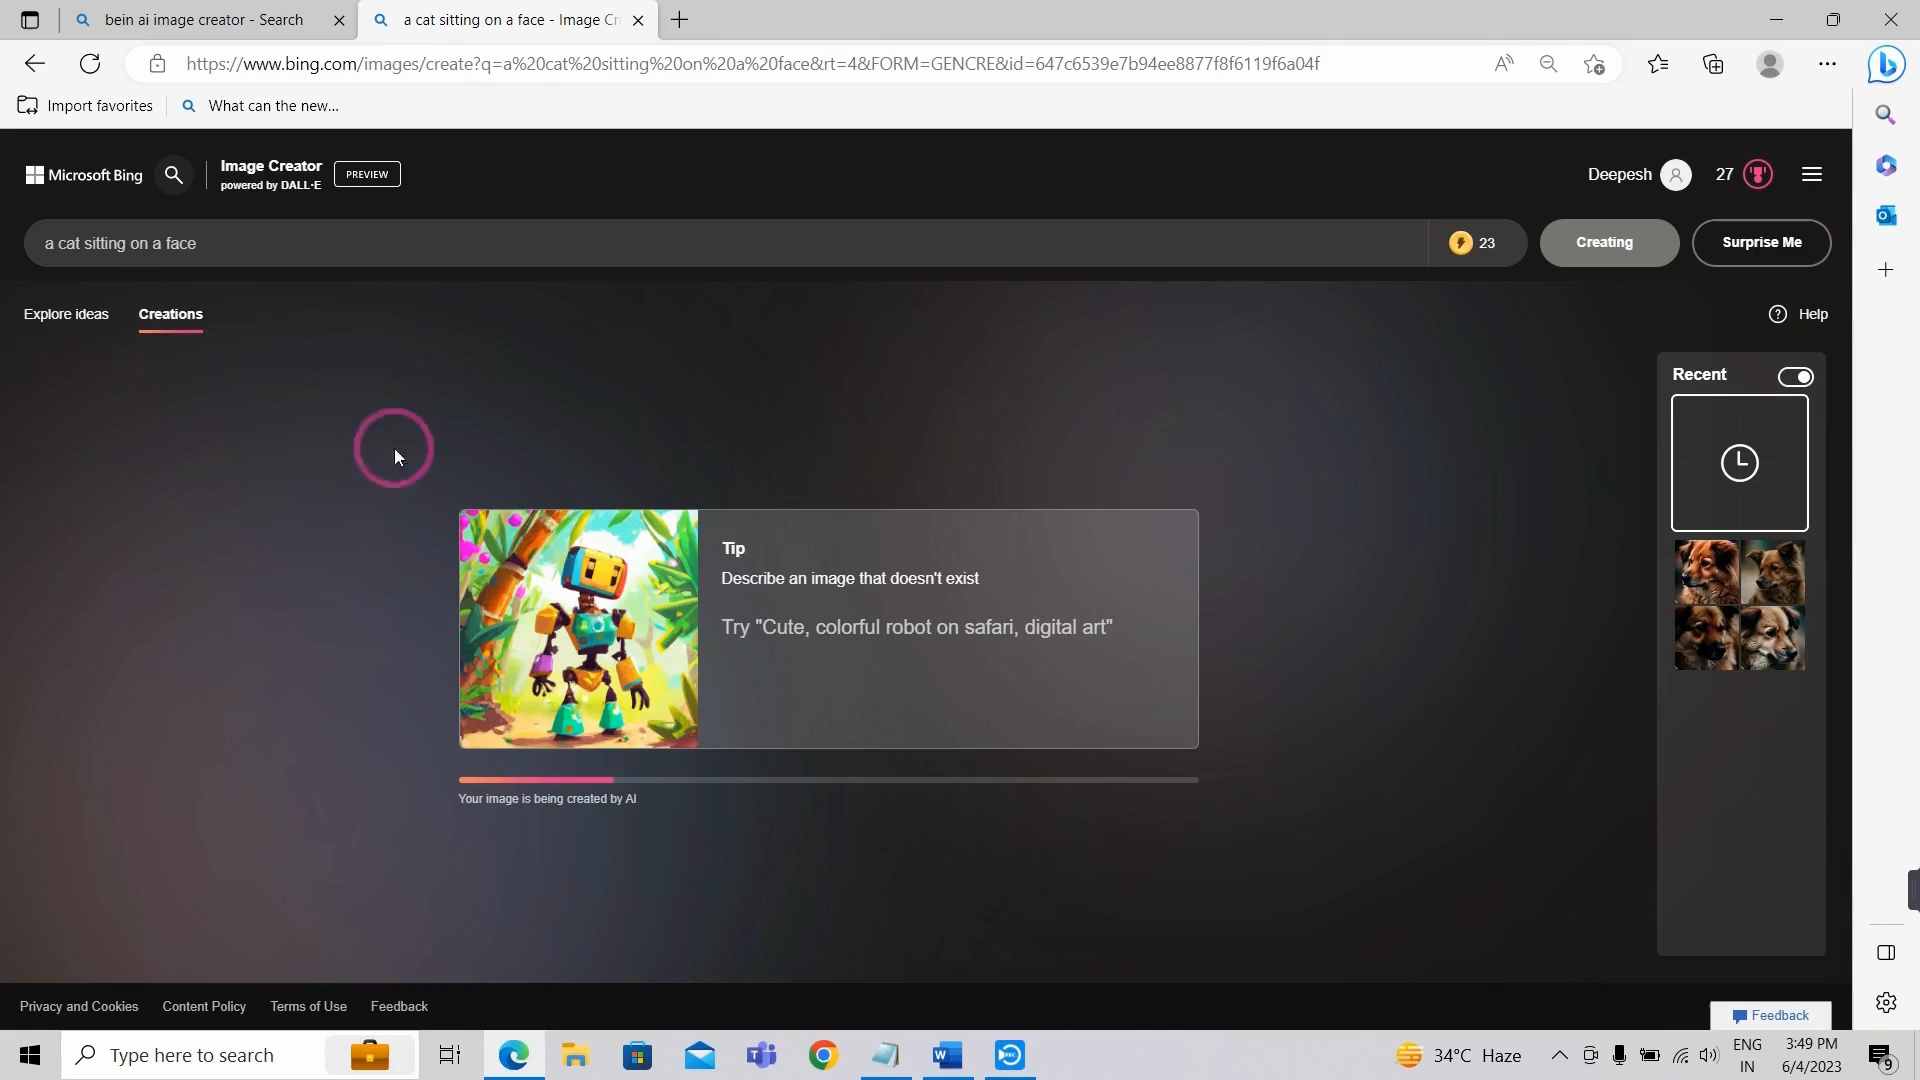 bein ai image creator - Search
a cat sitting on a face - Image Cr
https://www.bing.com/images/create?q=a%20cat%20sitting%20on%20a%20face&rt=4&FORM=GENCRE&id=647c6539e7b94ee8877f8f6119f6a04f
Import favorites
What can the new...
Microsoft Bing
Image Creator
powered by DALL·E
PREVIEW
Deepesh
27
a cat sitting on a face
23
Creating
Surprise Me
Explore ideas
Creations
Help
Recent
Tip
Describe an image that doesn't exist
Try "Cute, colorful robot on safari, digital art"
Your image is being created by AI
Privacy and Cookies
Content Policy
Terms of Use
Feedback
Feedback
Type here to search
34°C Haze
ENG
IN
3:49 PM
6/4/2023
9